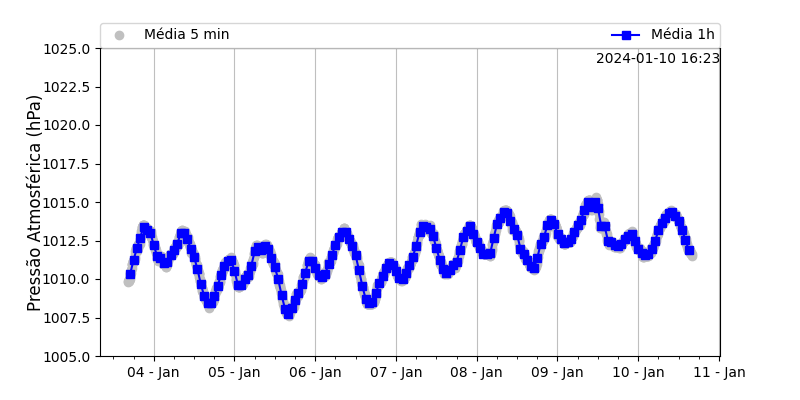 Média 5 min
Média 1h
2024-01-10 16:23
Pressão Atmosférica (hPa)
1025.0
1022.5
1020.0
1017.5
1015.0
1012.5
1010.0
1007.5
1005.0
04 - Jan
05 - Jan
06 - Jan
07 - Jan
08 - Jan
09 - Jan
10 - Jan
11 - Jan